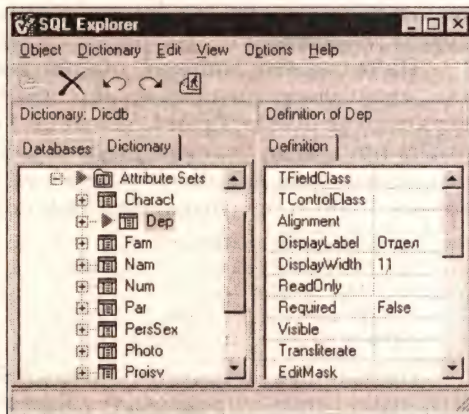 SQL Explorer
Object Dictionary Edit View Options Help
Dictionary: Dicdb
Definition of Dep
Databases Dictionary
Definition
Attribute Sets
Charact
Dep
Fam
Nam
Num
Par
PersSex
Photo
Proisv
TFieldClass
TControlClass
Alignment
DisplayLabel Отдел
DisplayWidth 11
ReadOnly
Required False
Visible
Transliterate
EditMask